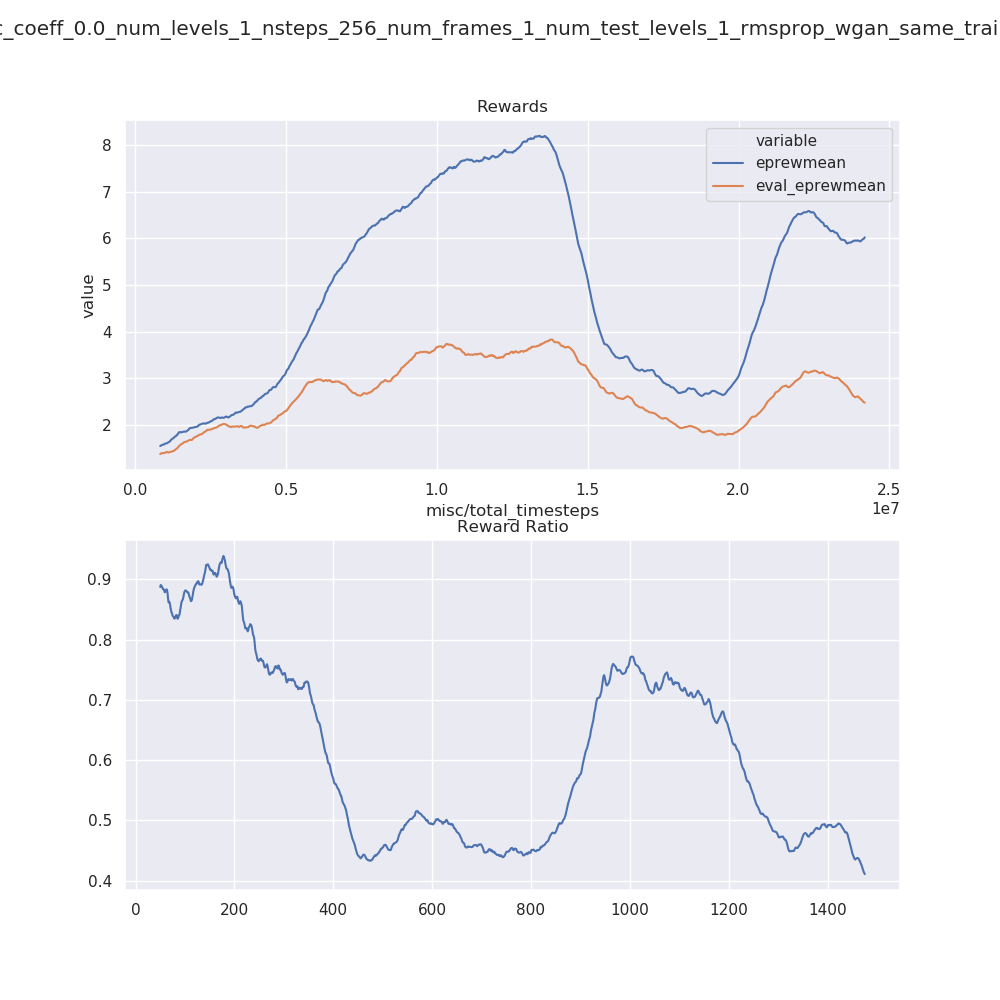 c_coeff_0.0_num_levels_1_nsteps_256_num_frames_1_num_test_levels_1_rmsprop_wgan_same_trai
Rewards
variable
eprewmean
eval_eprewmean
value
8
7
6
5
4
3
2
0.0 0.5 1.0 1.5 2.0 2.5
1e7
misc/total_timesteps
Reward Ratio
0.9
0.8
0.7
0.6
0.5
0.4
0 200 400 600 800 1000 1200 1400